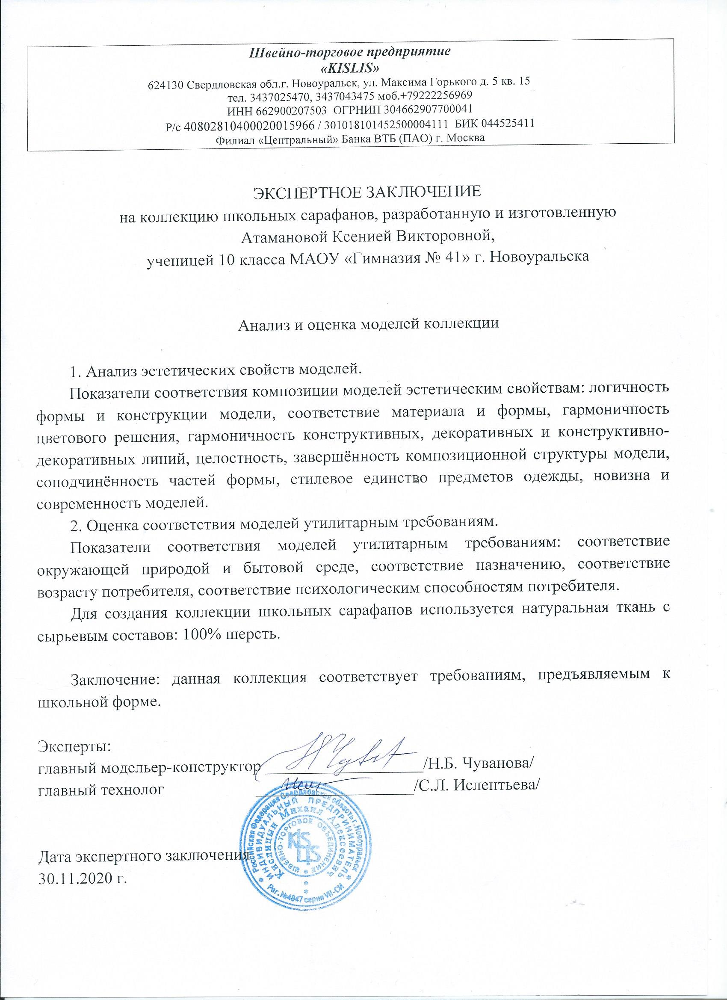 Швейно-торговое предприятие
«KISLIS»
624130 Свердловская обл.г. Новоуральск, ул. Максима Горького д. 5 кв. 15
тел. 3437025470, 3437043475 моб.+79222256969
ИНН 662900207503 ОГРНИП 304662907700041
Р/с 40802810400020015966 / 301018101452500004111 БИК 044525411
Филиал «Центральный» Банка ВТБ (ПАО) г. Москва
ЭКСПЕРТНОЕ ЗАКЛЮЧЕНИЕ
на коллекцию школьных сарафанов, разработанную и изготовленную
Атамановой Ксенией Викторовной,
ученицей 10 класса МАОУ «Гимназия № 41» г. Новоуральска
Анализ и оценка моделей коллекции
1. Анализ эстетических свойств моделей.
Показатели соответствия композиции моделей эстетическим свойствам: логичность
формы и конструкции модели, соответствие материала и формы, гармоничность
цветового решения, гармоничность конструктивных, декоративных и конструктивно-
декоративных линий, целостность, завершённость композиционной структуры модели,
соподчинённость частей формы, стилевое единство предметов одежды, новизна и
современность моделей.
2. Оценка соответствия моделей утилитарным требованиям.
Показатели соответствия моделей утилитарным требованиям: соответствие
окружающей природой и бытовой среде, соответствие назначению, соответствие
возрасту потребителя, соответствие психологическим способностям потребителя.
Для создания коллекции школьных сарафанов используется натуральная ткань с
сырьевым составов: 100% шерсть.
Заключение: данная коллекция соответствует требованиям, предъявляемым к
школьной форме.
Эксперты:
главный модельер-конструктор /Н.Б. Чуванова/
главный технолог /С.Л. Ислентьева/
Российская Федерация Свердловская область г. Новоуральск
ИНДИВИДУАЛЬНЫЙ ПРЕДПРИНИМАТЕЛЬ
Кислицын Михаил Алексеевич
ШВЕЙНО-ТОРГОВОЕ ОБЪЕДИНЕНИЕ
KIS
LIS
Рег. №4847 серия УИ-СИ
Дата экспертного заключения
30.11.2020 г.